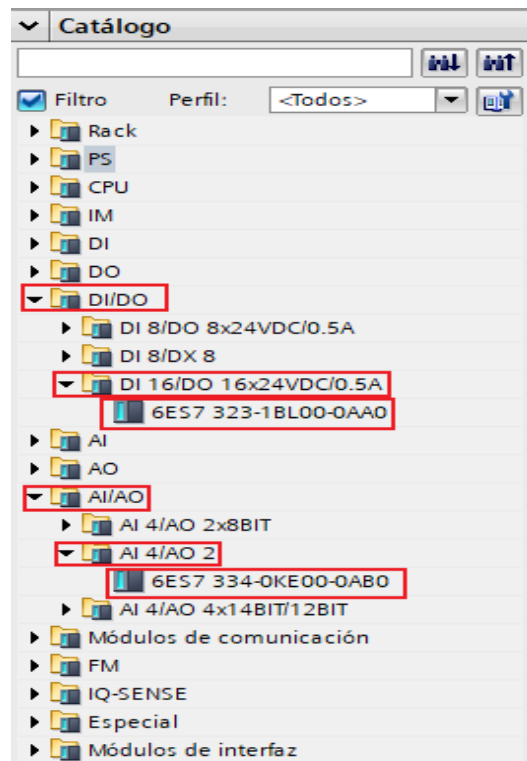 Catálogo
Filtro Perfil: <Todos>
Rack
PS
CPU
IM
DI
DO
DI/DO
DI 8/DO 8x24VDC/0.5A
DI 8/DX 8
DI 16/DO 16x24VDC/0.5A
6ES7 323-1BL00-0AA0
AI
AO
AI/AO
AI 4/AO 2x8BIT
AI 4/AO 2
6ES7 334-0KE00-0AB0
AI 4/AO 4x14BIT/12BIT
Módulos de comunicación
FM
IQ-SENSE
Especial
Módulos de interfaz